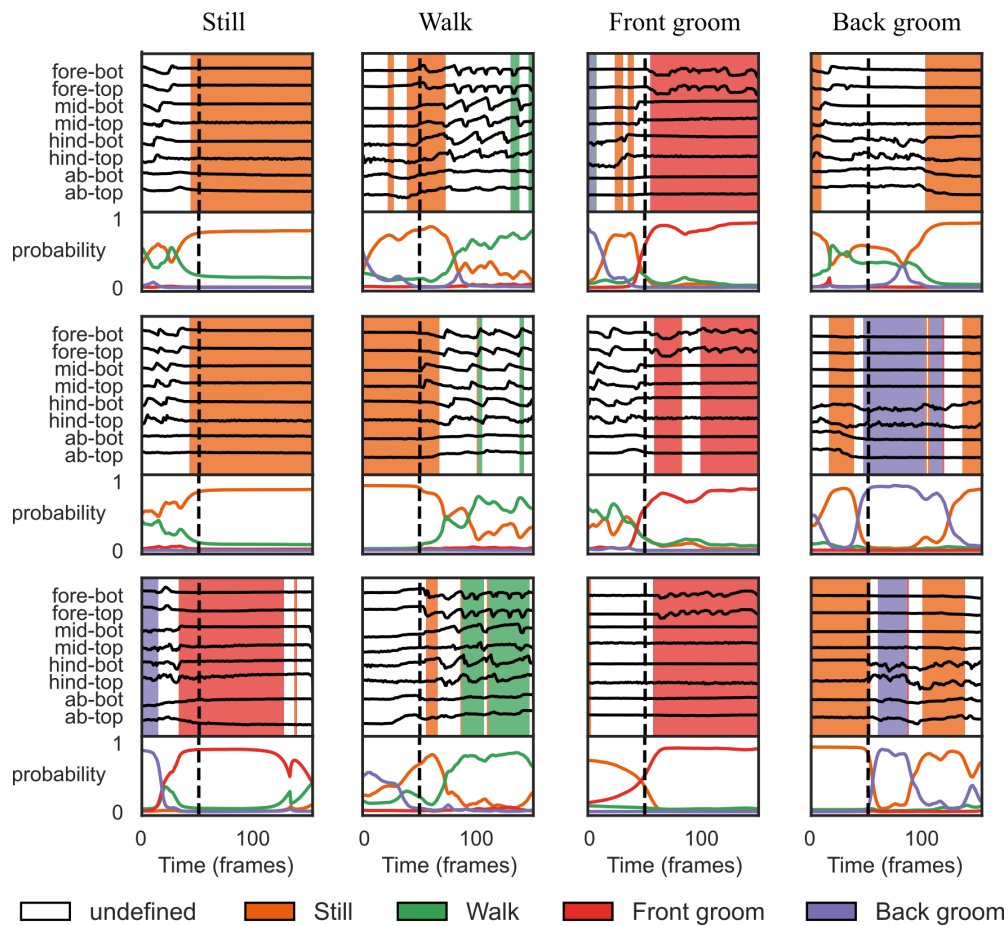 Still Walk Front groom Back groom
fore-bot
fore-top
mid-bot
mid-top
hind-bot
hind-top
ab-bot
ab-top
1
probability
0
fore-bot
fore-top
mid-bot
mid-top
hind-bot
hind-top
ab-bot
ab-top
1
probability
0
fore-bot
fore-top
mid-bot
mid-top
hind-bot
hind-top
ab-bot
ab-top
1
probability
0
0 100 0 100 0 100 0 100
Time (frames) Time (frames) Time (frames) Time (frames)
undefined Still Walk Front groom Back groom